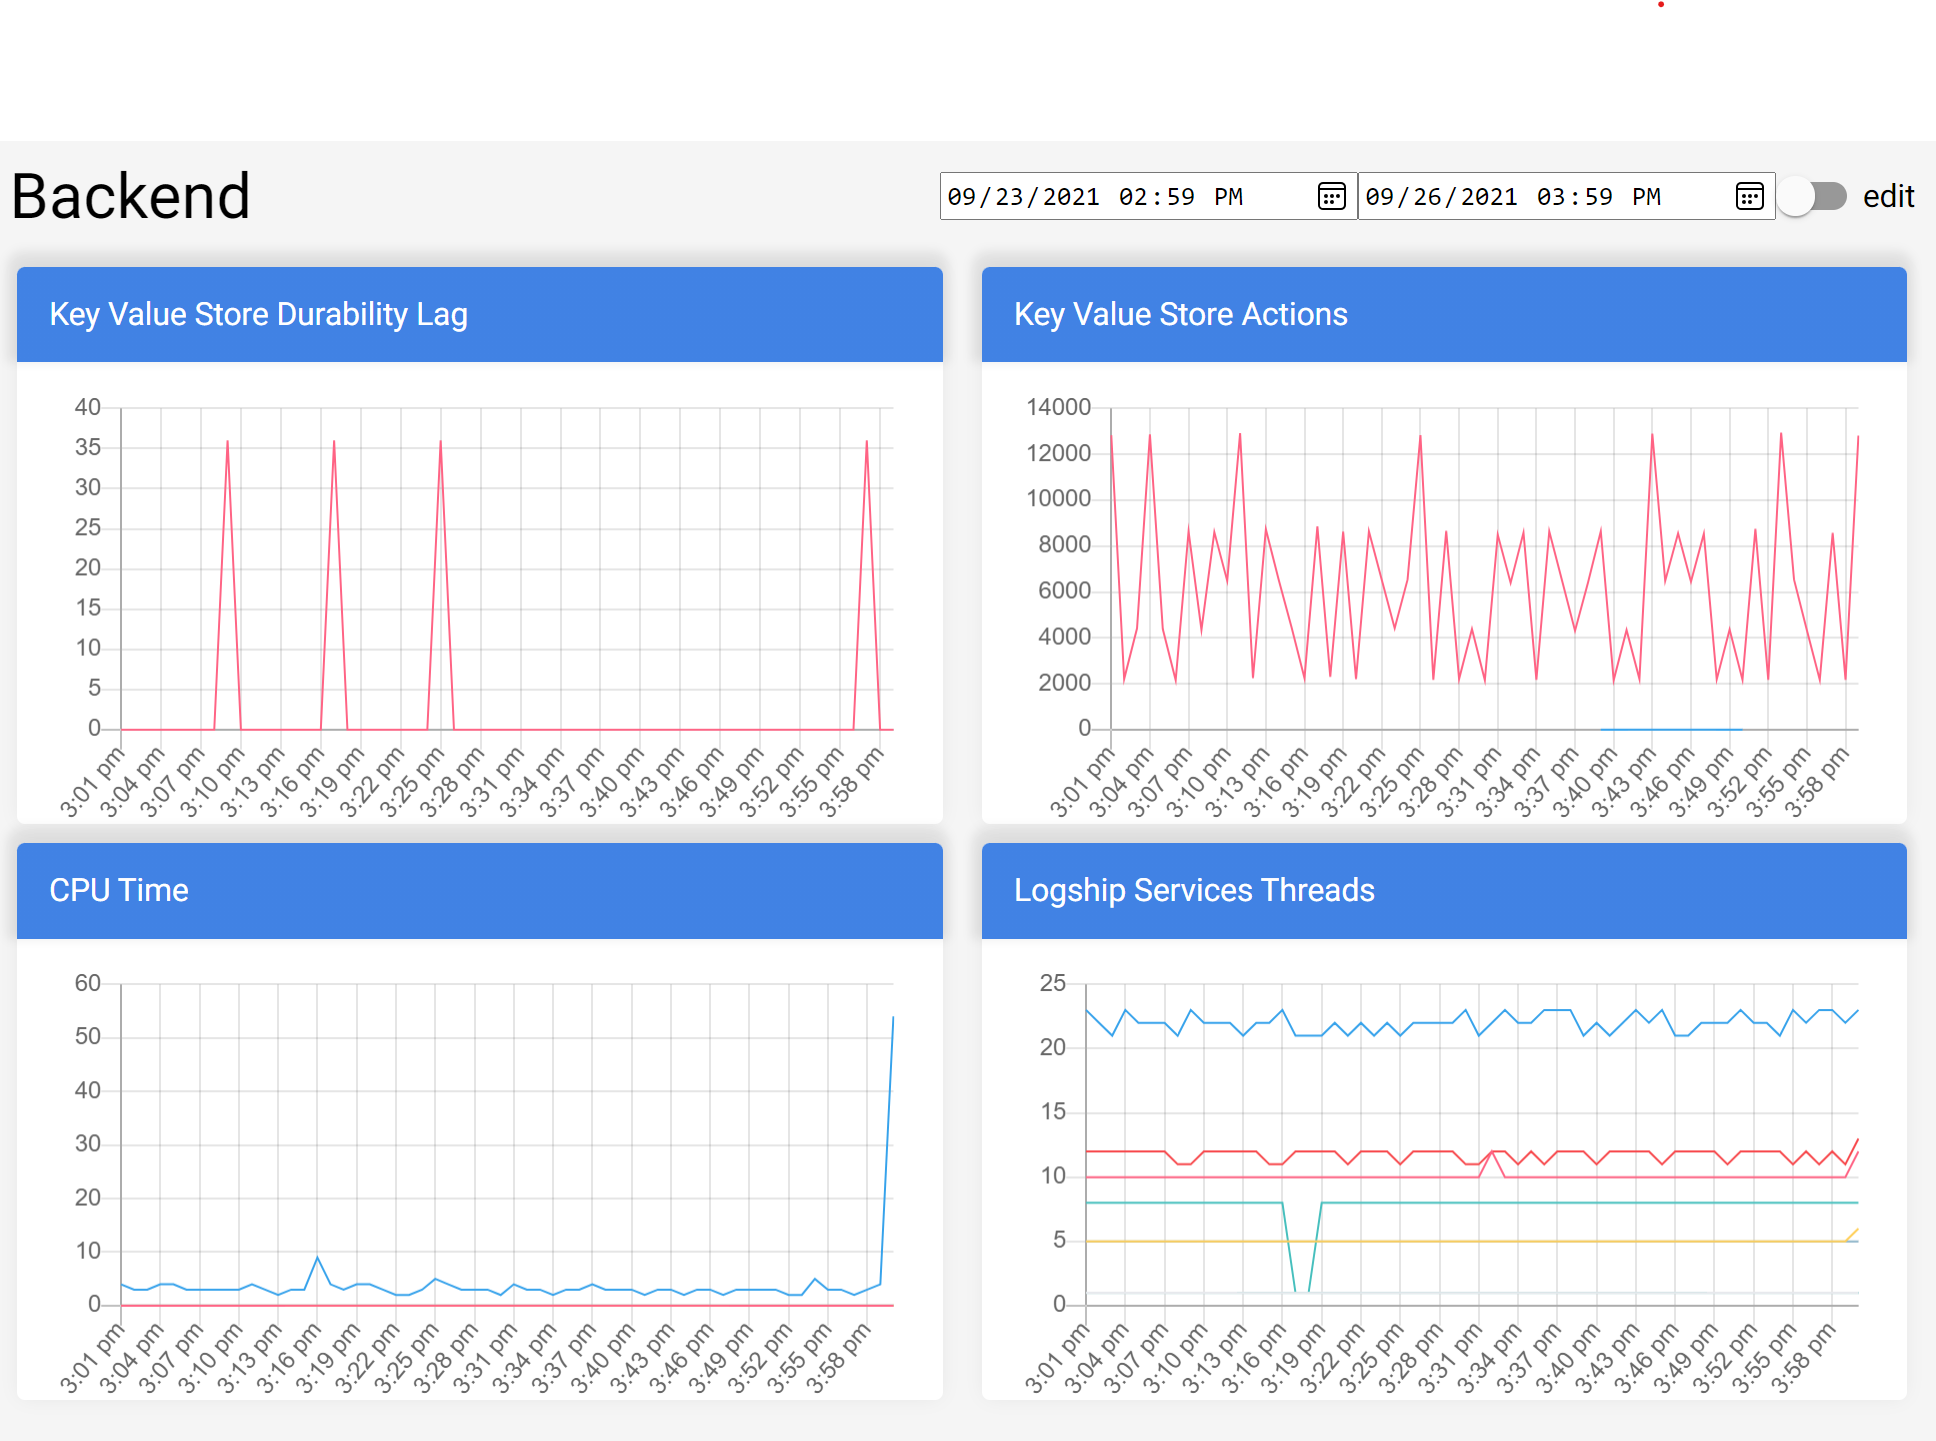 Backend
09/23/2021 02:59 PM
09/26/2021 03:59 PM
edit
Key Value Store Durability Lag
40
35
30
25
20
15
10
5
0
3:01 pm 3:04 pm 3:07 pm 3:10 pm 3:13 pm 3:16 pm 3:19 pm 3:22 pm 3:25 pm 3:28 pm 3:31 pm 3:34 pm 3:37 pm 3:40 pm 3:43 pm 3:46 pm 3:49 pm 3:52 pm 3:55 pm 3:58 pm
Key Value Store Actions
14000
12000
10000
8000
6000
4000
2000
0
3:01 pm 3:04 pm 3:07 pm 3:10 pm 3:13 pm 3:16 pm 3:19 pm 3:22 pm 3:25 pm 3:28 pm 3:31 pm 3:34 pm 3:37 pm 3:40 pm 3:43 pm 3:46 pm 3:49 pm 3:52 pm 3:55 pm 3:58 pm
CPU Time
60
50
40
30
20
10
0
3:01 pm 3:04 pm 3:07 pm 3:10 pm 3:13 pm 3:16 pm 3:19 pm 3:22 pm 3:25 pm 3:28 pm 3:31 pm 3:34 pm 3:37 pm 3:40 pm 3:43 pm 3:46 pm 3:49 pm 3:52 pm 3:55 pm 3:58 pm
Logship Services Threads
25
20
15
10
5
0
3:01 pm 3:04 pm 3:07 pm 3:10 pm 3:13 pm 3:16 pm 3:19 pm 3:22 pm 3:25 pm 3:28 pm 3:31 pm 3:34 pm 3:37 pm 3:40 pm 3:43 pm 3:46 pm 3:49 pm 3:52 pm 3:55 pm 3:58 pm